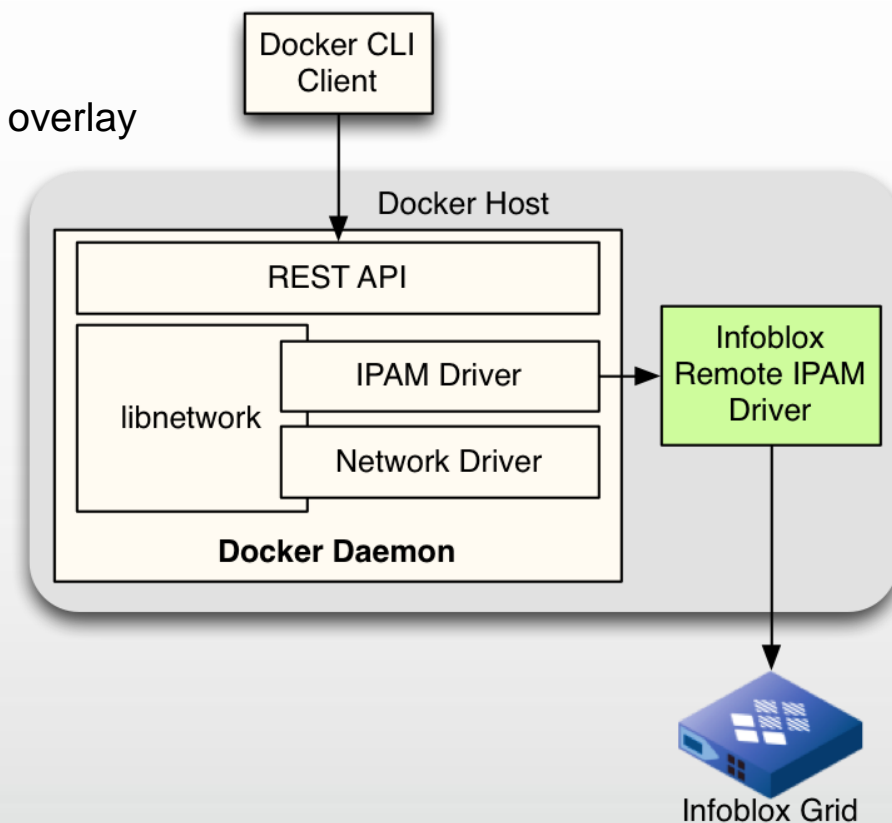 Docker CLI
Client
overlay
Docker Host
REST API
libnetwork
IPAM Driver
Network Driver
Docker Daemon
Infoblox
Remote IPAM
Driver
Infoblox Grid